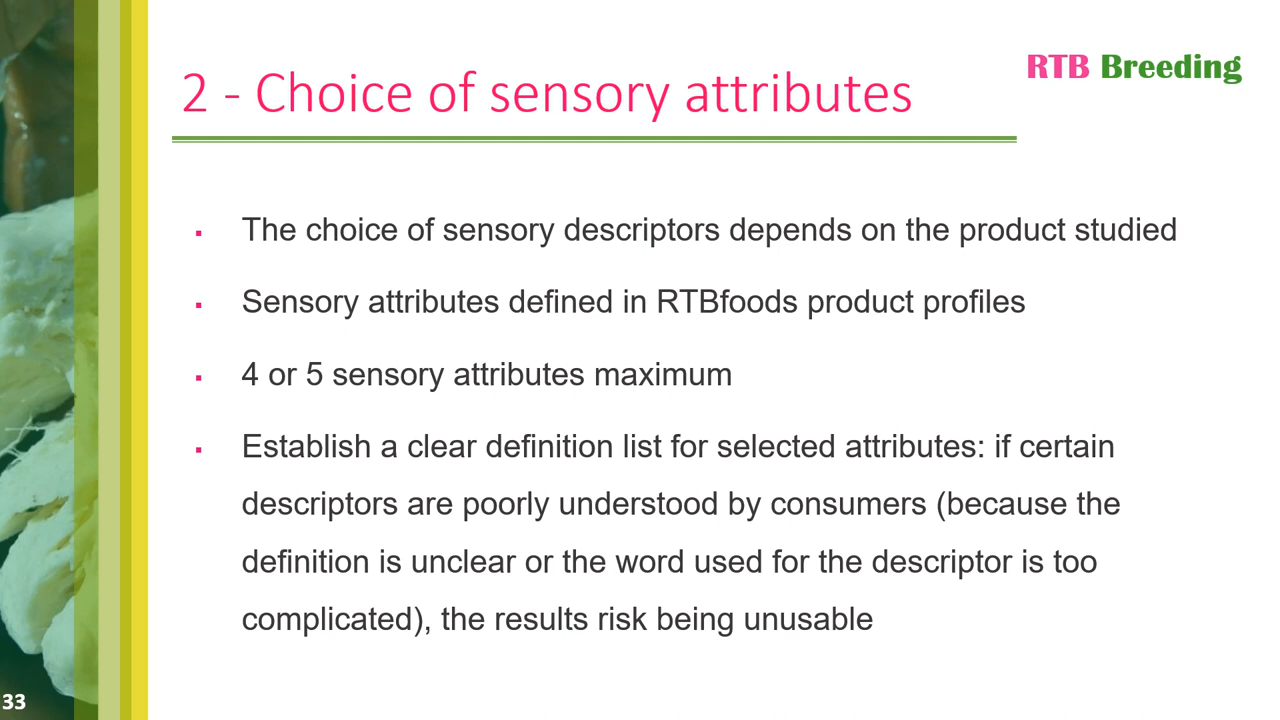 2 - Choice of sensory attributes
RTB Breeding
▪ The choice of sensory descriptors depends on the product studied
▪ Sensory attributes defined in RTBfoods product profiles
▪ 4 or 5 sensory attributes maximum
▪ Establish a clear definition list for selected attributes: if certain
descriptors are poorly understood by consumers (because the
definition is unclear or the word used for the descriptor is too
complicated), the results risk being unusable
33